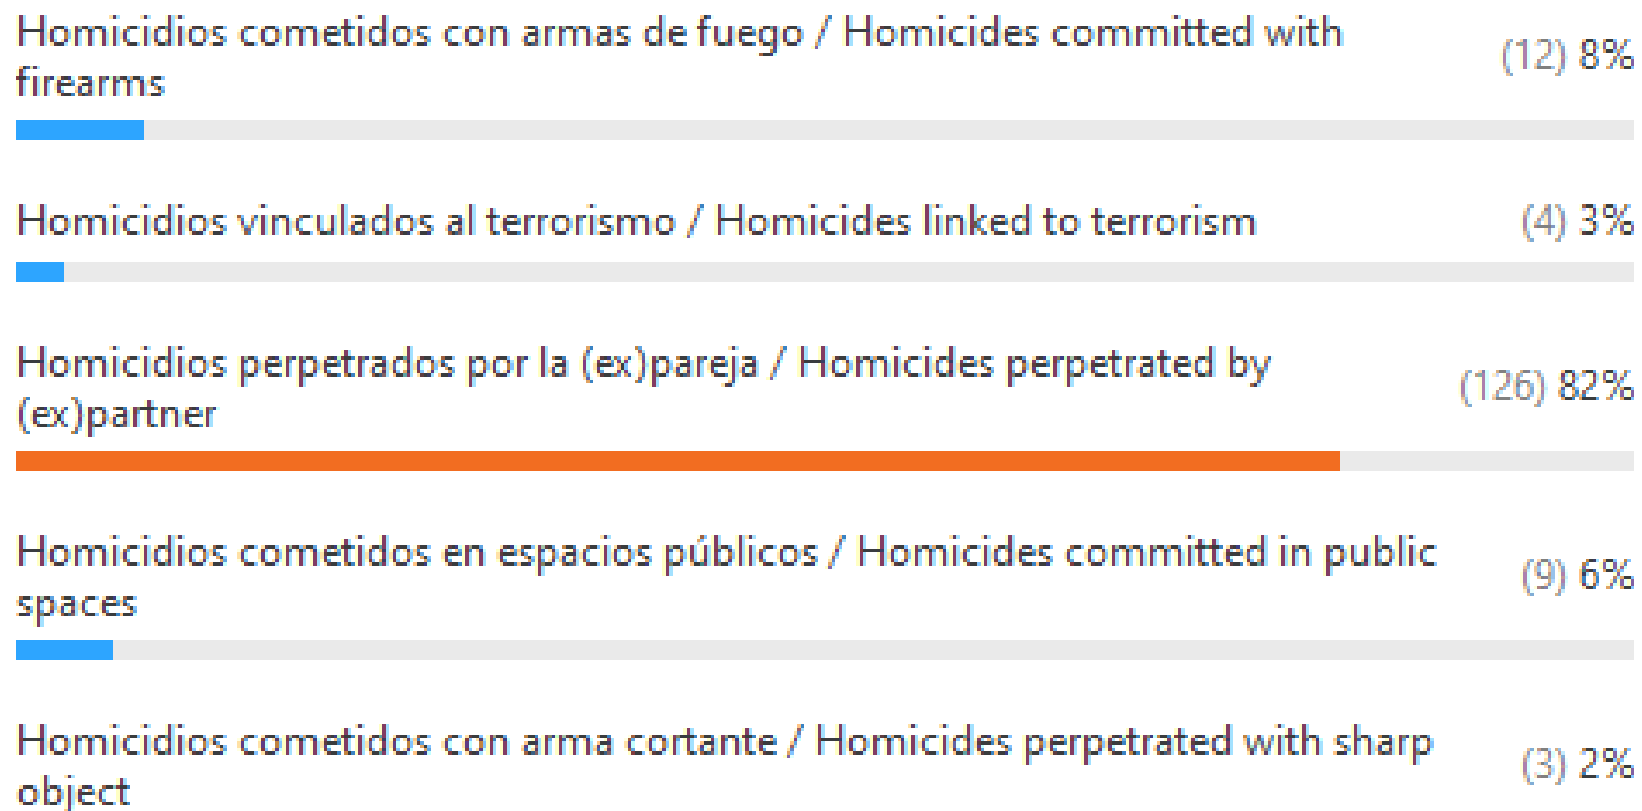 Homicidios cometidos con armas de fuego / Homicides committed with
firearms
(12) 8%
Homicidios vinculados al terrorismo / Homicides linked to terrorism
(4) 3%
Homicidios perpetrados por la (ex)pareja / Homicides perpetrated by
(ex)partner
(126) 82%
Homicidios cometidos en espacios públicos / Homicides committed in public
spaces
(9) 6%
Homicidios cometidos con arma cortante / Homicides perpetrated with sharp
object
(3) 2%